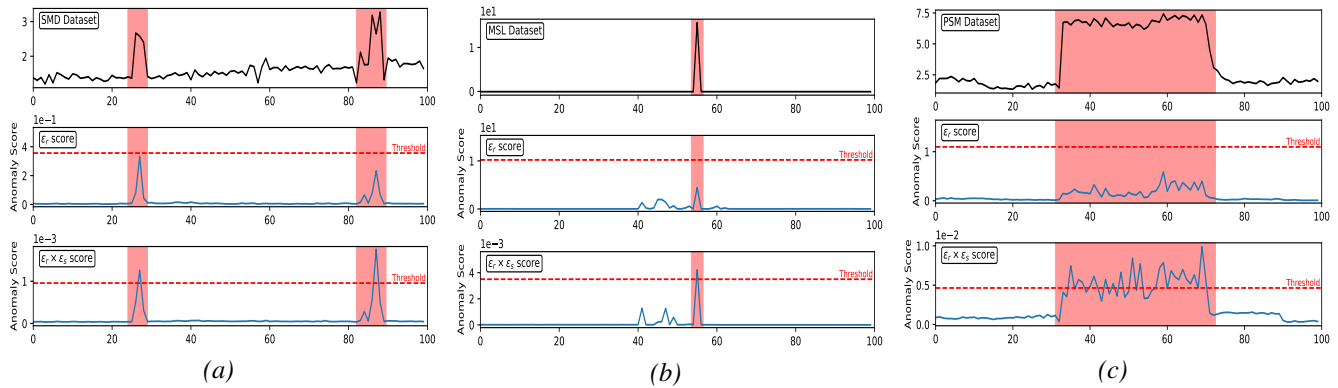 SMD Dataset
3
2
0 20 40 60 80 100
1e−1
εr score
Threshold
Anomaly Score
4
2
0
0 20 40 60 80 100
1e−3
εr × εs score
Threshold
Anomaly Score
1
0
0 20 40 60 80 100
(a)
1e1
MSL Dataset
1
0
0 20 40 60 80 100
1e1
εr score
Threshold
Anomaly Score
1
0
0 20 40 60 80 100
1e−3
εr × εs score
Threshold
Anomaly Score
4
2
0
0 20 40 60 80 100
(b)
PSM Dataset
7.5
5.0
2.5
0 20 40 60 80 100
εr score
Threshold
Anomaly Score
1
0
0 20 40 60 80 100
1e−2
εr × εs score
Threshold
Anomaly Score
1.0
0.5
0.0
0 20 40 60 80 100
(c)